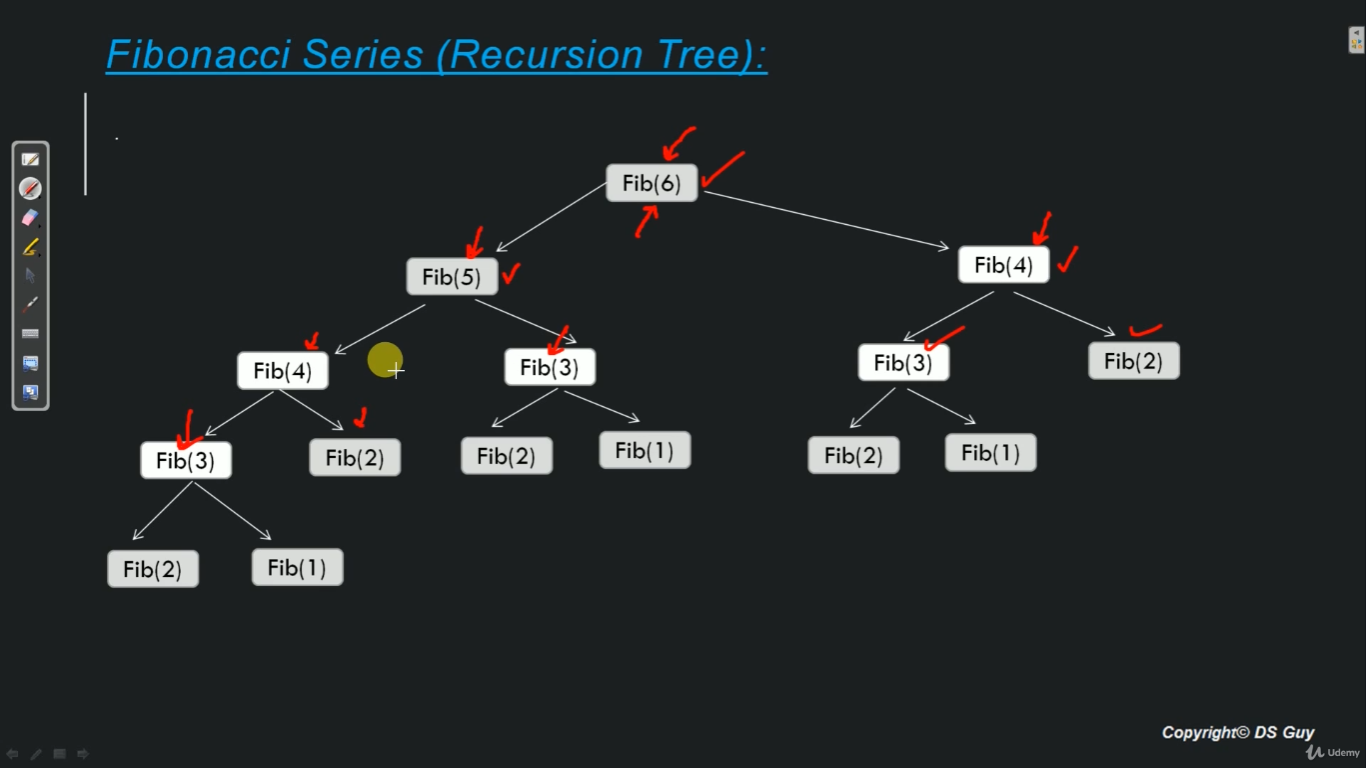 Fibonacci Series (Recursion Tree):
Fib(6)
Fib(5)
Fib(4)
Fib(4)
Fib(3)
Fib(3)
Fib(2)
Fib(3)
Fib(2)
Fib(2)
Fib(1)
Fib(2)
Fib(1)
Fib(2)
Fib(1)
Copyright© DS Guy
Udemy